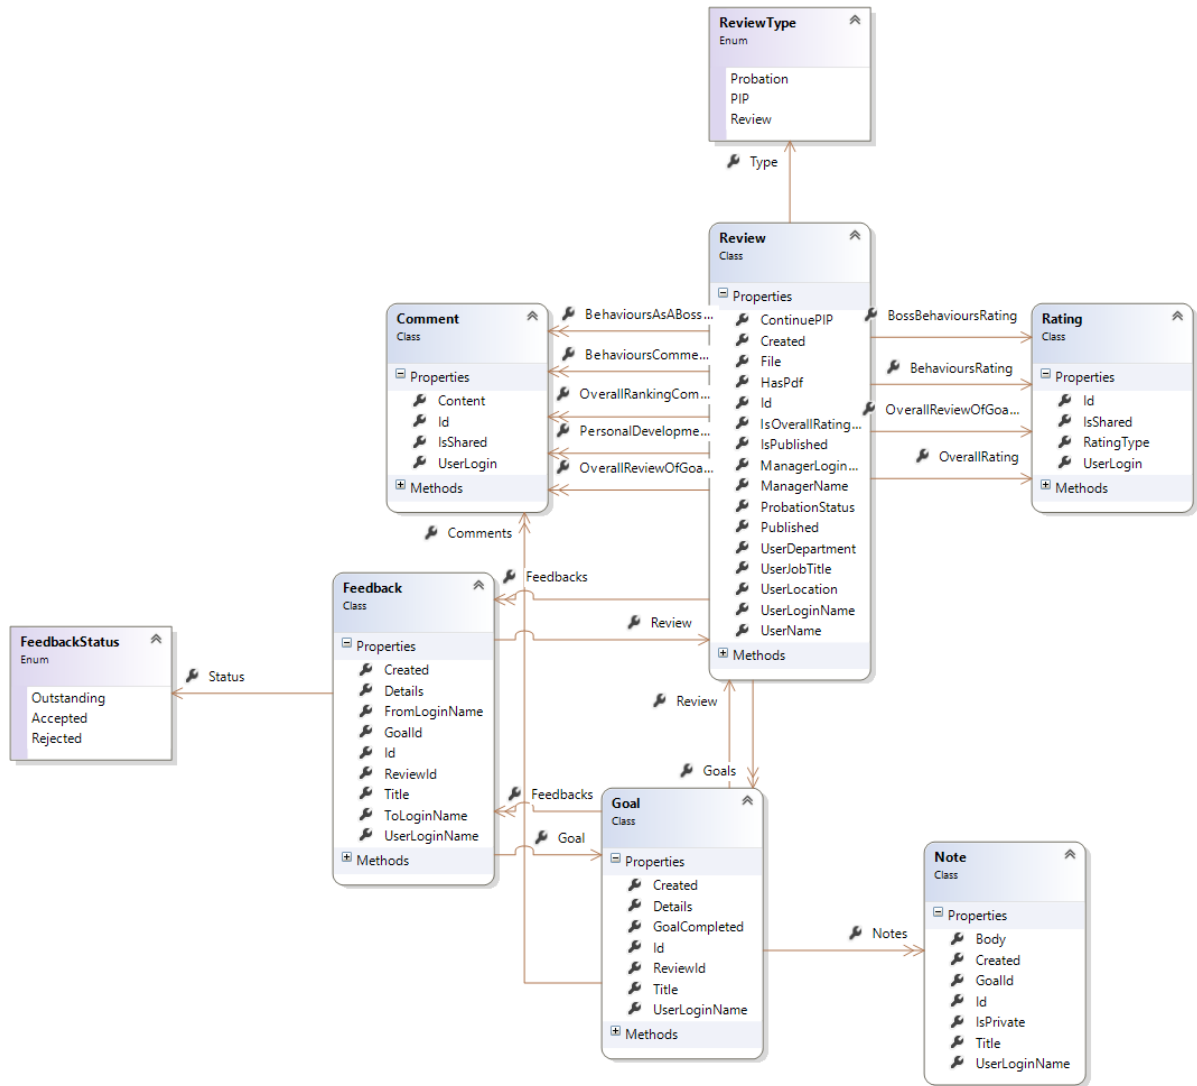 ReviewType
Enum
Probation
PIP
Review
Type
Review
Class
Properties
ContinuePIP
Created
File
HasPdf
Id
IsOverallRating...
IsPublished
ManagerLogin...
ManagerName
ProbationStatus
Published
UserDepartment
UserJobTitle
UserLocation
UserLoginName
UserName
Methods
BehavioursAsABoss...
BehavioursComme...
OverallRankingCom...
PersonalDevelopme...
OverallReviewOfGoa...
BossBehavioursRating
BehavioursRating
OverallReviewOfGoa...
OverallRating
Comment
Class
Properties
Content
Id
IsShared
UserLogin
Methods
Rating
Class
Properties
Id
IsShared
RatingType
UserLogin
Methods
Comments
Feedbacks
Review
Feedback
Class
Properties
Created
Details
FromLoginName
GoalId
Id
ReviewId
Title
ToLoginName
UserLoginName
Methods
FeedbackStatus
Enum
Outstanding
Accepted
Rejected
Status
Review
Goals
Feedbacks
Goal
Goal
Class
Properties
Created
Details
GoalCompleted
Id
ReviewId
Title
UserLoginName
Methods
Notes
Note
Class
Properties
Body
Created
GoalId
Id
IsPrivate
Title
UserLoginName